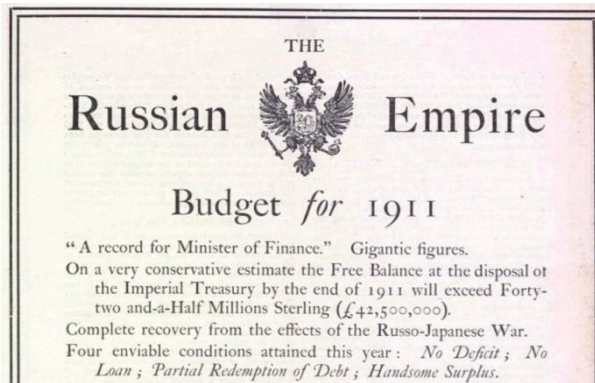 THE
Russian Empire
Budget for 1911
“ A record for Minister of Finance.” Gigantic figures.
On a very conservative estimate the Free Balance at the disposal of
the Imperial Treasury by the end of 1911 will exceed Forty-
two and-a-Half Millions Sterling (£42,500,000).
Complete recovery from the effects of the Russo-Japanese War.
Four enviable conditions attained this year : No Deficit ; No
Loan ; Partial Redemption of Debt ; Handsome Surplus.